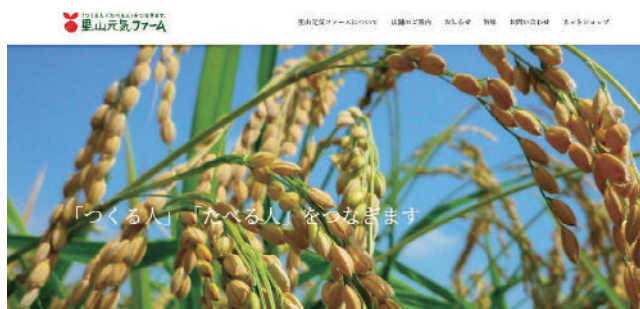 「つくる人」「たべる人」をつなぎます。
里山元気ファーム
里山元気ファームについて 店舗のご案内 お知らせ 特集 お問い合わせ ネットショップ
「つくる人」「たべる人」をつなぎます